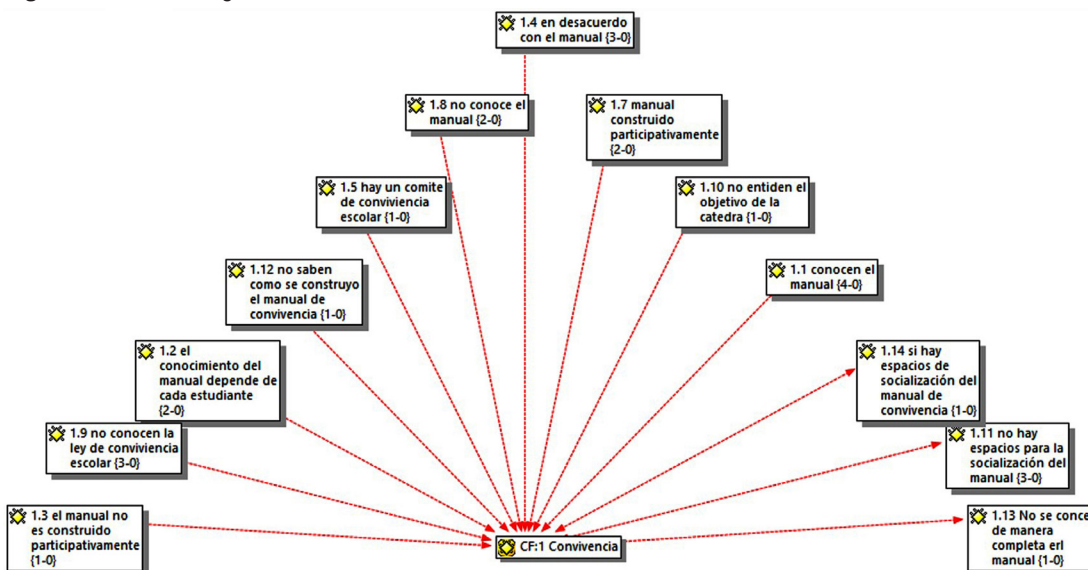 1.4 en desacuerdo
con el manual {3-0}
1.8 no conoce el
manual {2-0}
1.7 manual
construido
participativamente
{2-0}
1.5 hay un comite
de conviviencia
escolar {1-0}
1.10 no entiden el
objetivo de la
catedra {1-0}
1.12 no saben
como se construyo
el manual de
convivencia {1-0}
1.1 conocen el
manual {4-0}
1.2 el
conocimiento del
manual depende de
cada estudiante
{2-0}
1.14 si hay
espacios de
socialización del
manual de
convivencia {1-0}
1.9 no conocen la
ley de conviviencia
escolar {3-0}
1.11 no hay
espacios para la
socialización del
manual {3-0}
1.3 el manual no
es construido
participativamente
{1-0}
CF:1 Convivencia
1.13 No se conce
de manera
completa erl
manual {1-0}